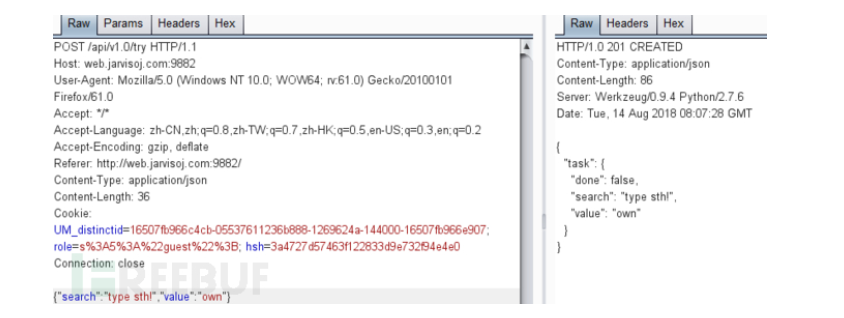 Raw Params Headers Hex
POST /api/v1.0/try HTTP/1.1
Host: web.jarvisoj.com:9882
User-Agent: Mozilla/5.0 (Windows NT 10.0; WOW64; rv:61.0) Gecko/20100101
Firefox/61.0
Accept: */*
Accept-Language: zh-CN,zh;q=0.8,zh-TW;q=0.7,zh-HK;q=0.5,en-US;q=0.3,en;q=0.2
Accept-Encoding: gzip, deflate
Referer: http://web.jarvisoj.com:9882/
Content-Type: application/json
Content-Length: 36
Cookie:
UM_distinctid=16507fb966c4cb-05537611236b888-1269624a-144000-16507fb966e907;
role=s%3A5%3A%22guest%22%3B; hsh=3a4727d57463f122833d9e732f94e4e0
Connection: close
{"search":"type sth!","value":"own"}
REEBUF
Raw Headers Hex
HTTP/1.0 201 CREATED
Content-Type: application/json
Content-Length: 86
Server: Werkzeug/0.9.4 Python/2.7.6
Date: Tue, 14 Aug 2018 08:07:28 GMT
{
"task": {
"done": false,
"search": "type sth!",
"value": "own"
}
}